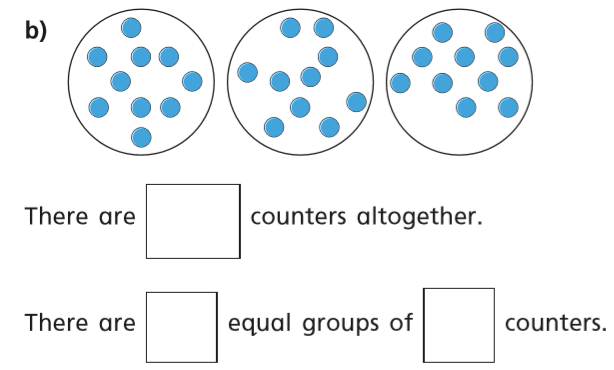 b)
There are counters altogether.
There are equal groups of counters.